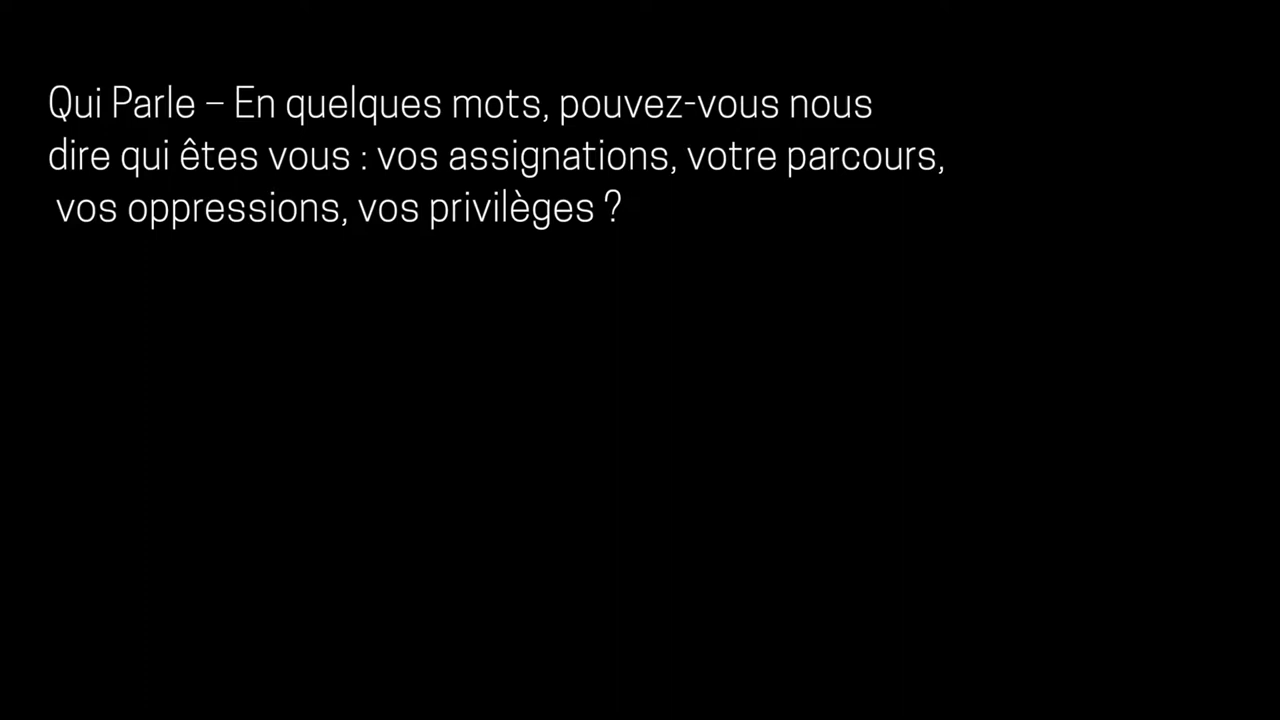 Qui Parle – En quelques mots, pouvez-vous nous
dire qui êtes vous : vos assignations, votre parcours,
vos oppressions, vos privilèges ?